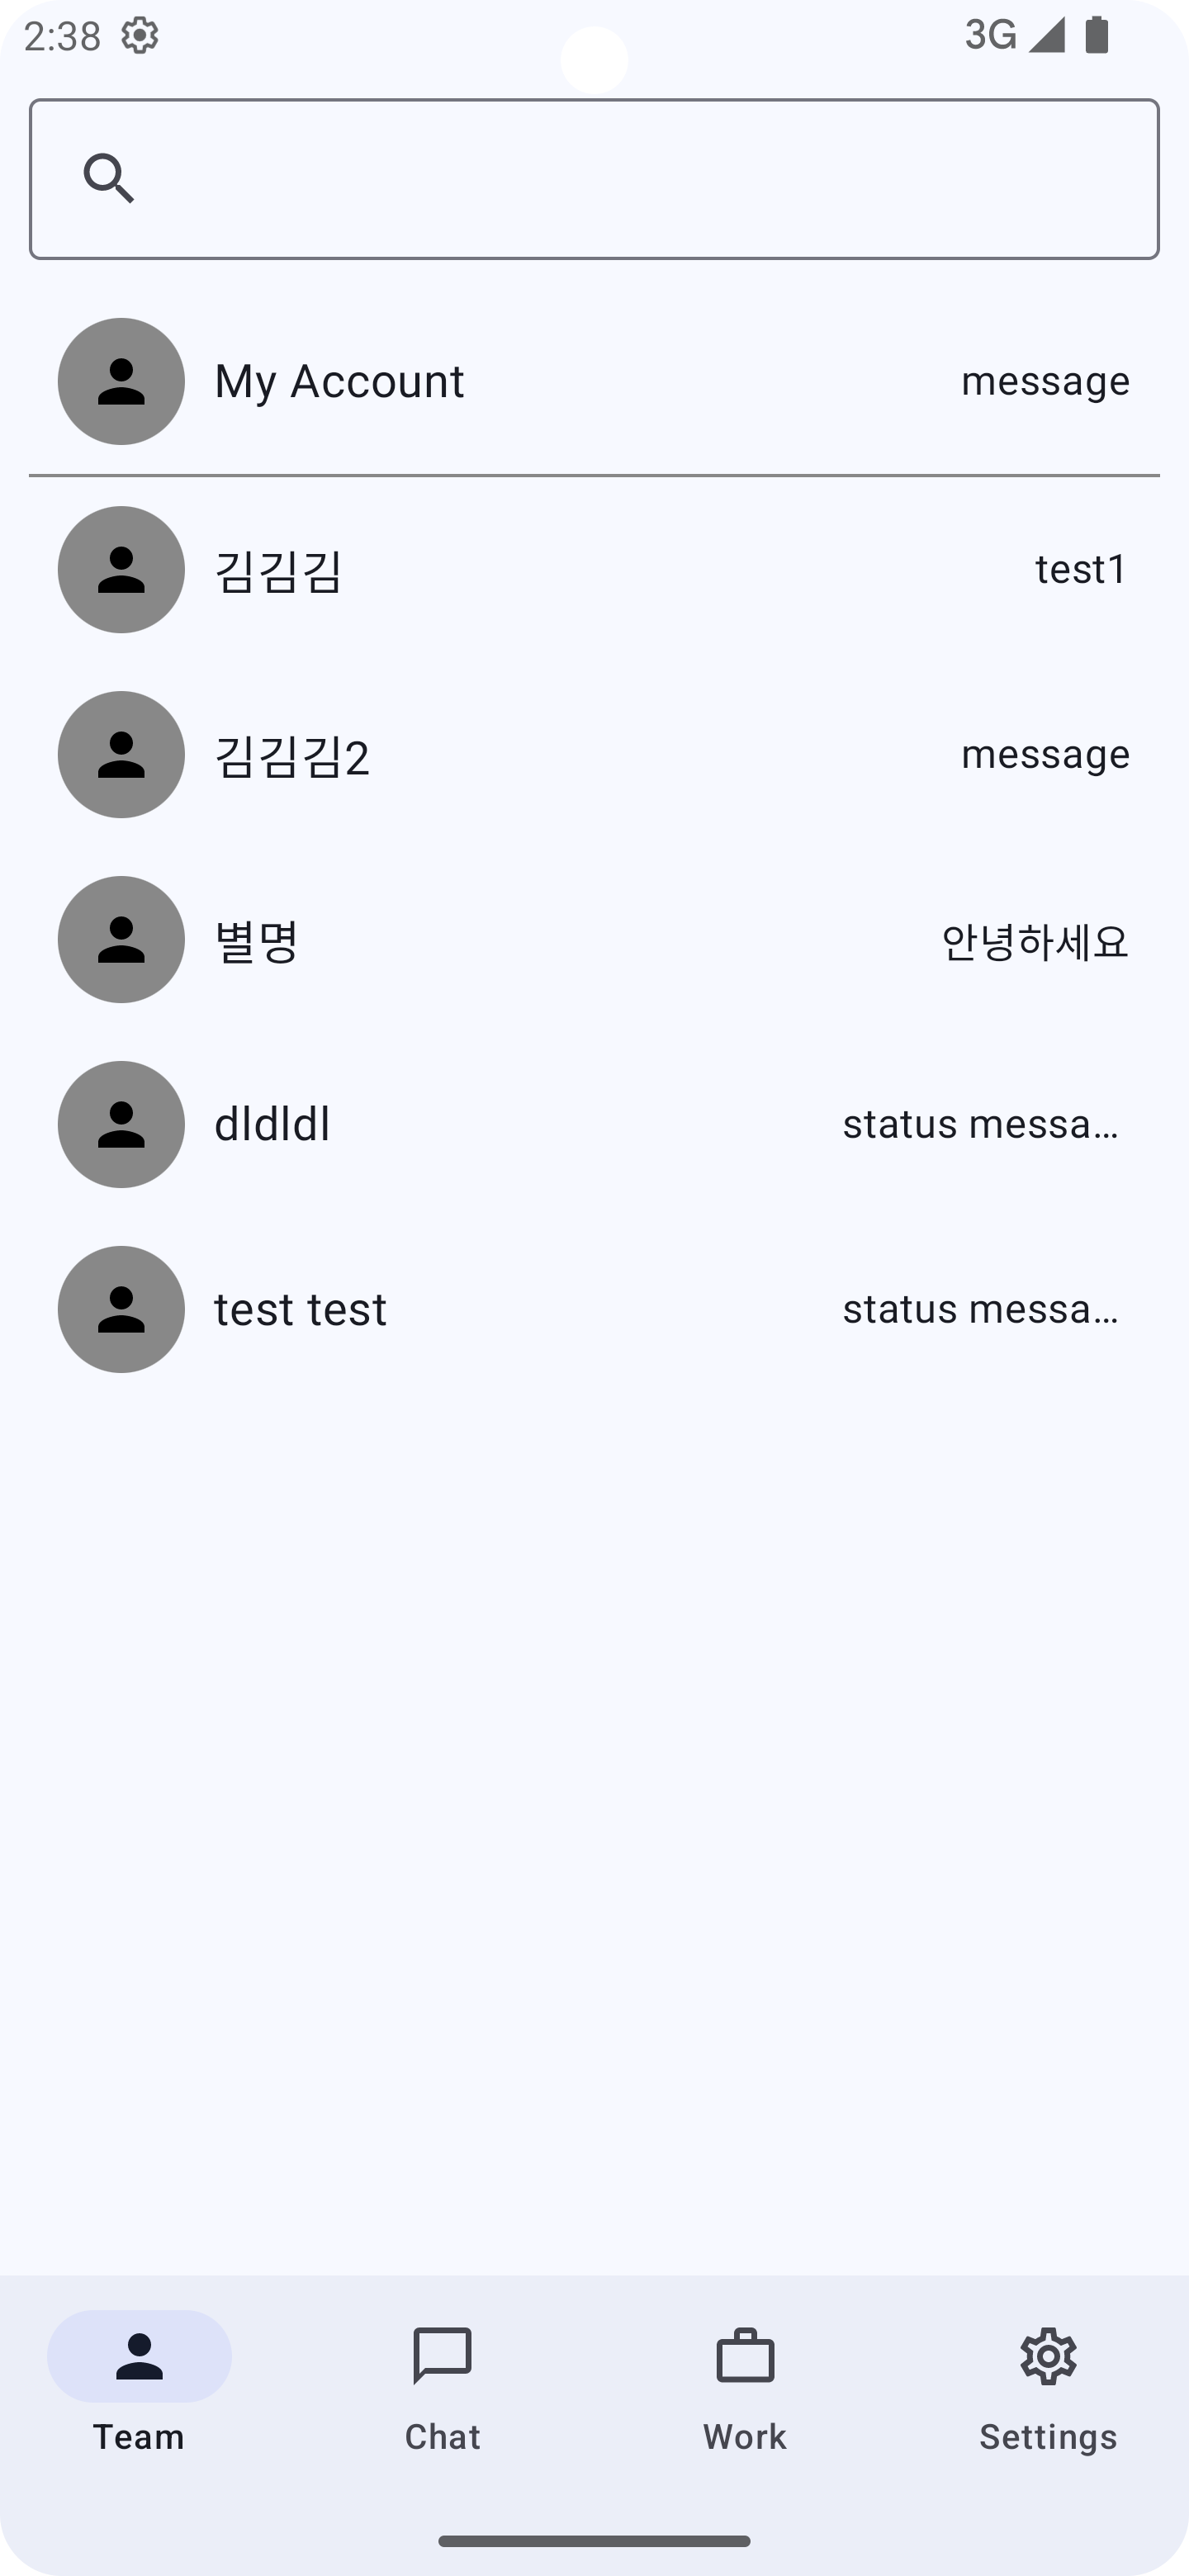 2:38 3G
My Account message
김김김 test1
김김김2 message
별명 안녕하세요
dldldl status messa…
test test status messa…
Team Chat Work Settings